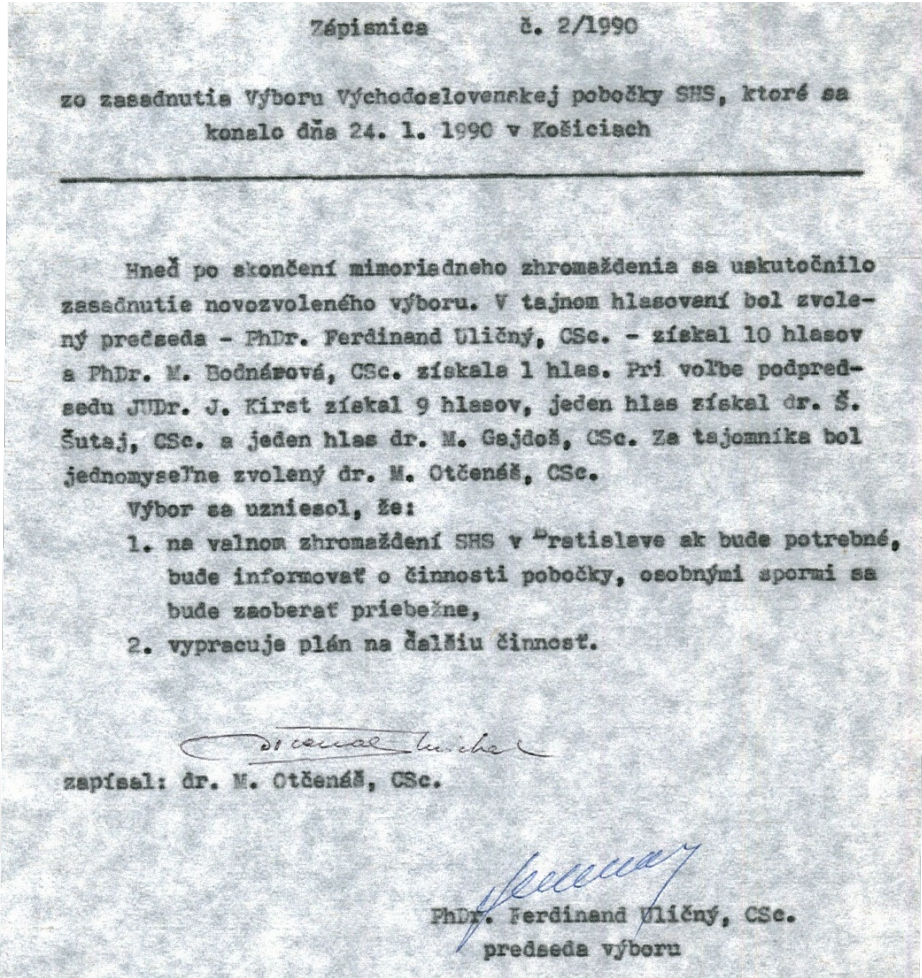 Zápisnica č. 2/1990
zo zasadnutia Výboru Východoslovenskej pobočky SHS, ktoré sa
konalo dňa 24. 1. 1990 v Košiciach
Hneď po skončení mimoriadneho zhromaždenia sa uskutočnilo
zasadnutie novozvoleného výboru. V tajnom hlasovaní bol zvole-
ný predseda - PhDr. Ferdinand Uličný, CSc. - získal 10 hlasov
a PhDr. M. Bodnárová, CSc. získala 1 hlas. Pri voľbe podpred-
sedu JUDr. J. Kirst získal 9 hlasov, jeden hlas získal dr. Š.
Šutaj, CSc. a jeden hlas dr. M. Gajdoš, CSc. Za tajomníka bol
jednomyseľne zvolený dr. M. Otčenáš, CSc.
Výbor sa uzniesol, že:
1. na valnom zhromaždení SHS v Bratislave ak bude potrebné,
bude informovať o činnosti pobočky, osobnými spormi sa
bude zaoberať priebežne,
2. vypracuje plán na ďalšiu činnosť.
Otčenáš Michal
zapísal: dr. M. Otčenáš, CSc.
PhDr. Ferdinand Uličný, CSc.
predseda výboru